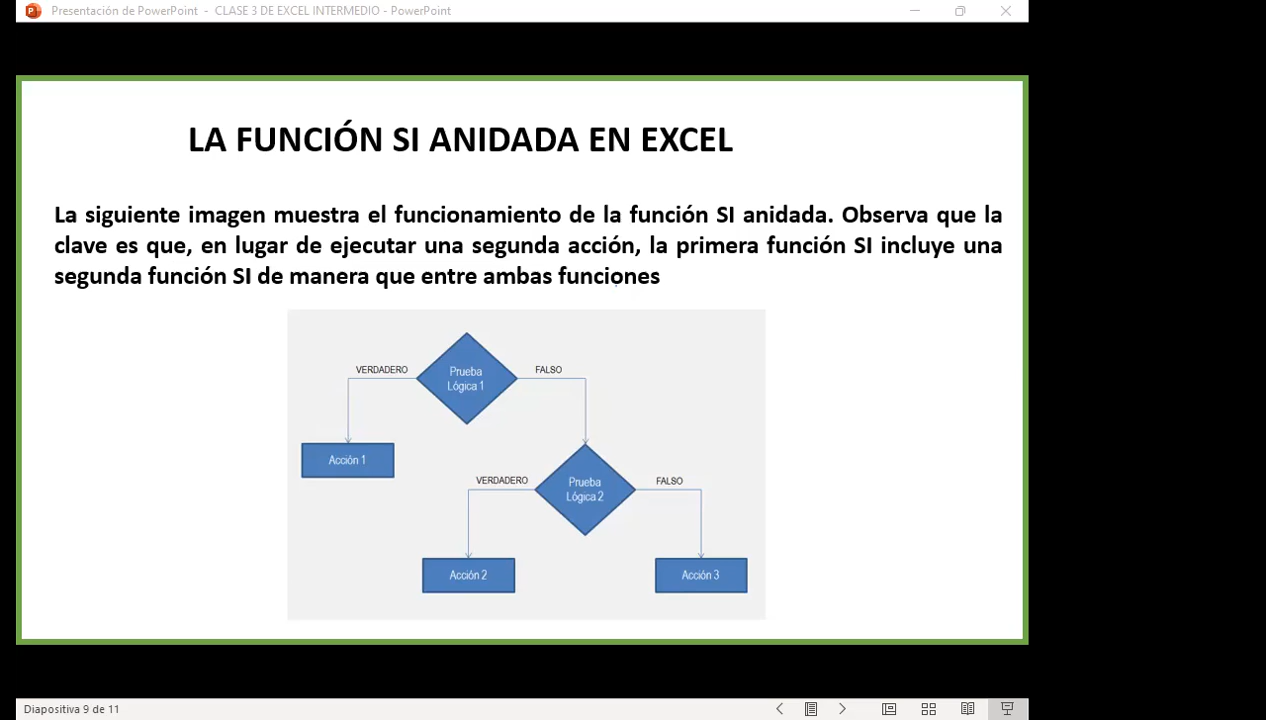 Presentación de PowerPoint - CLASE 3 DE EXCEL INTERMEDIO - PowerPoint
LA FUNCIÓN SI ANIDADA EN EXCEL
La siguiente imagen muestra el funcionamiento de la función SI anidada. Observa que la
clave es que, en lugar de ejecutar una segunda acción, la primera función SI incluye una
segunda función SI de manera que entre ambas funciones
VERDADERO
Prueba
Lógica 1
FALSO
Acción 1
VERDADERO
Prueba
Lógica 2
FALSO
Acción 2
Acción 3
Diapositiva 9 de 11